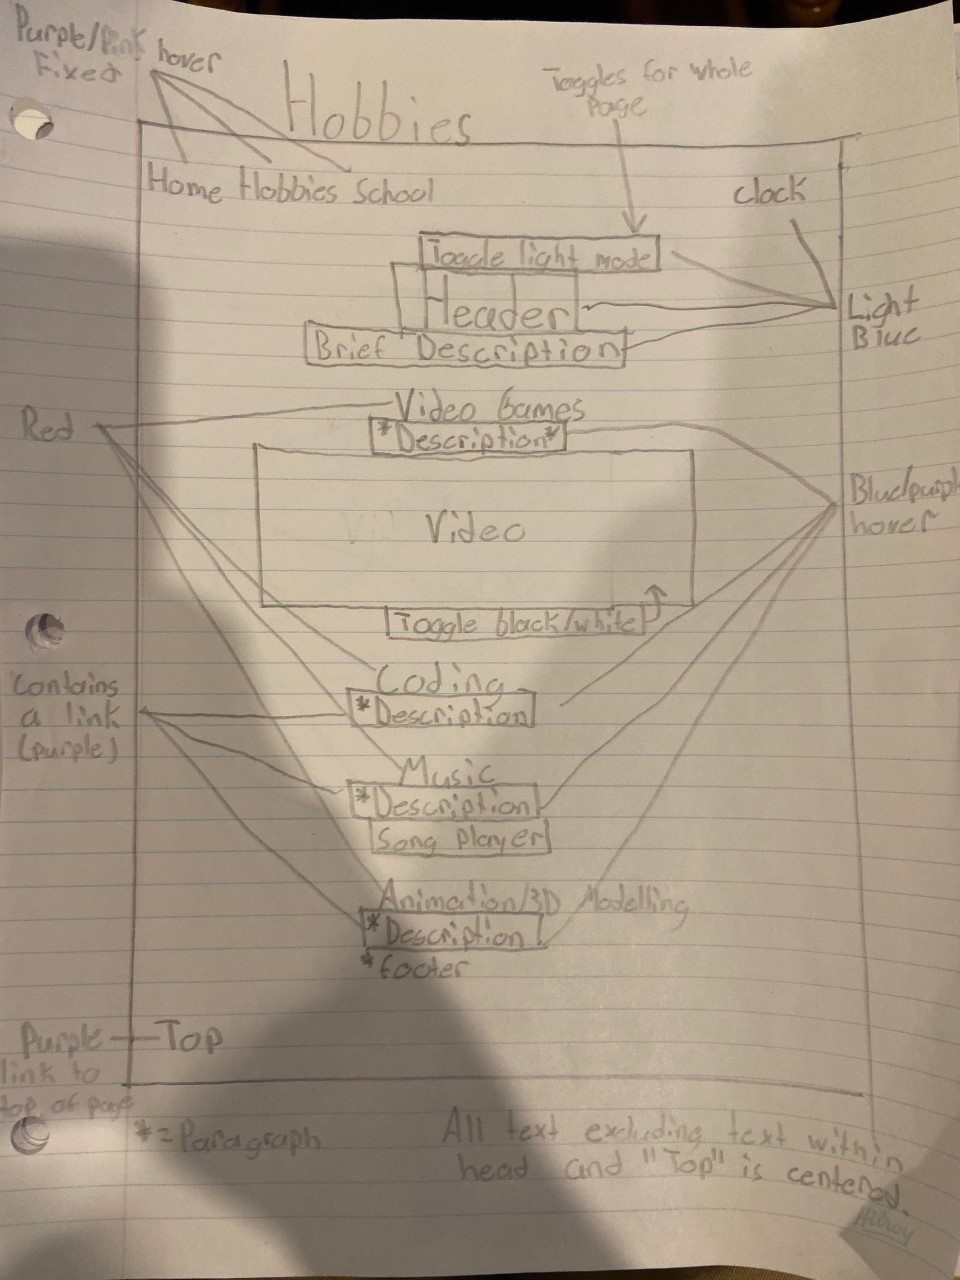 Purple/Pink hover
Fixed
Hobbies
Toggles for whole
Page
Home Hobbies School
Clock
Toggle light mode
Header
Light
Blue
Brief Description
Red
Video Games
*Description*
Blue/purple
hover
Video
Toggle black/white
Contains
a link
(purple)
Coding
*Description
Music
*Description
Song player
Animation/3D Modelling
*Description
*footer
Purple
Top
link to
top of page
*=Paragraph
All text excluding text within
head and "Top" is centered.
Hilroy